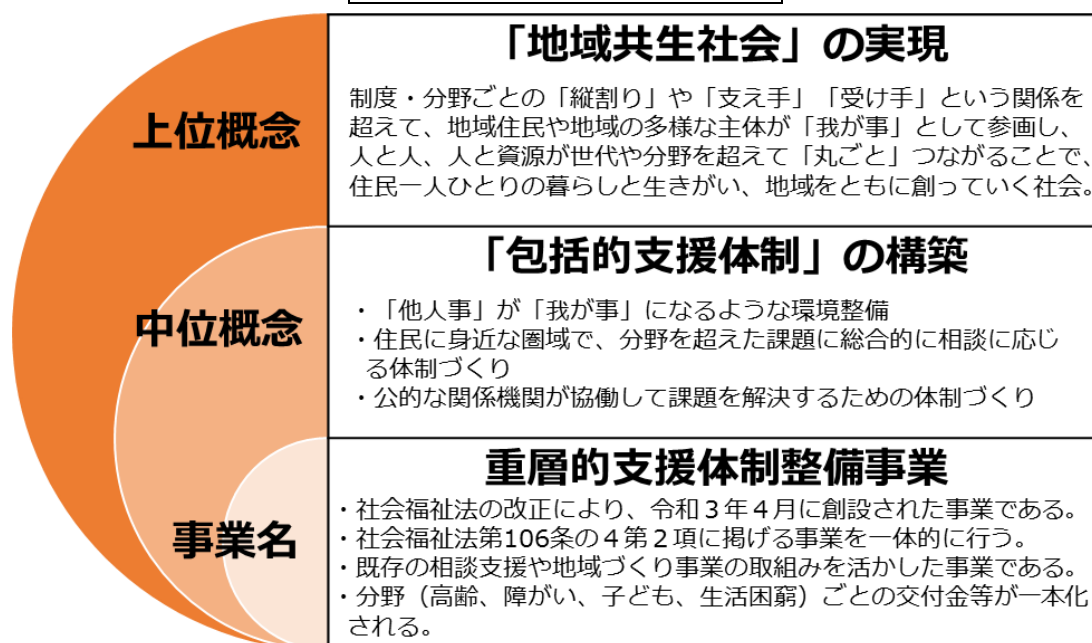 上位概念
「地域共生社会」の実現
制度・分野ごとの「縦割り」や「支え手」「受け手」という関係を
超えて、地域住民や地域の多様な主体が「我が事」として参画し、
人と人、人と資源が世代や分野を超えて「丸ごと」つながることで、
住民一人ひとりの暮らしと生きがい、地域をともに創っていく社会。
中位概念
「包括的支援体制」の構築
・「他人事」が「我が事」になるような環境整備
・住民に身近な圏域で、分野を超えた課題に総合的に相談に応じ
る体制づくり
・公的な関係機関が協働して課題を解決するための体制づくり
事業名
重層的支援体制整備事業
・社会福祉法の改正により、令和３年４月に創設された事業である。
・社会福祉法第106条の４第２項に掲げる事業を一体的に行う。
・既存の相談支援や地域づくり事業の取組みを活かした事業である。
・分野（高齢、障がい、子ども、生活困窮）ごとの交付金等が一本化
される。